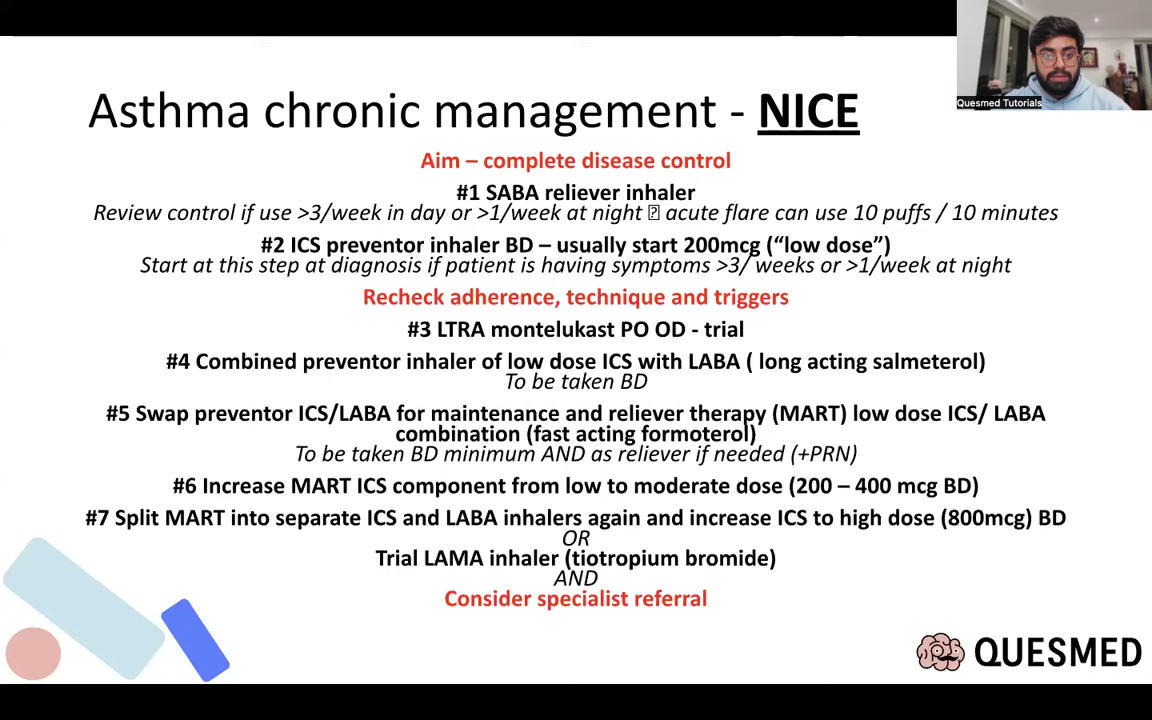 Quesmed Tutorials
Asthma chronic management - NICE
Aim – complete disease control
#1 SABA reliever inhaler
Review control if use >3/week in day or >1/week at night ⍰ acute flare can use 10 puffs / 10 minutes
#2 ICS preventor inhaler BD – usually start 200mcg (“low dose”)
Start at this step at diagnosis if patient is having symptoms >3/ weeks or >1/week at night
Recheck adherence, technique and triggers
#3 LTRA montelukast PO OD - trial
#4 Combined preventor inhaler of low dose ICS with LABA ( long acting salmeterol)
To be taken BD
#5 Swap preventor ICS/LABA for maintenance and reliever therapy (MART) low dose ICS/ LABA
combination (fast acting formoterol)
To be taken BD minimum AND as reliever if needed (+PRN)
#6 Increase MART ICS component from low to moderate dose (200 – 400 mcg BD)
#7 Split MART into separate ICS and LABA inhalers again and increase ICS to high dose (800mcg) BD
OR
Trial LAMA inhaler (tiotropium bromide)
AND
Consider specialist referral
QUESMED